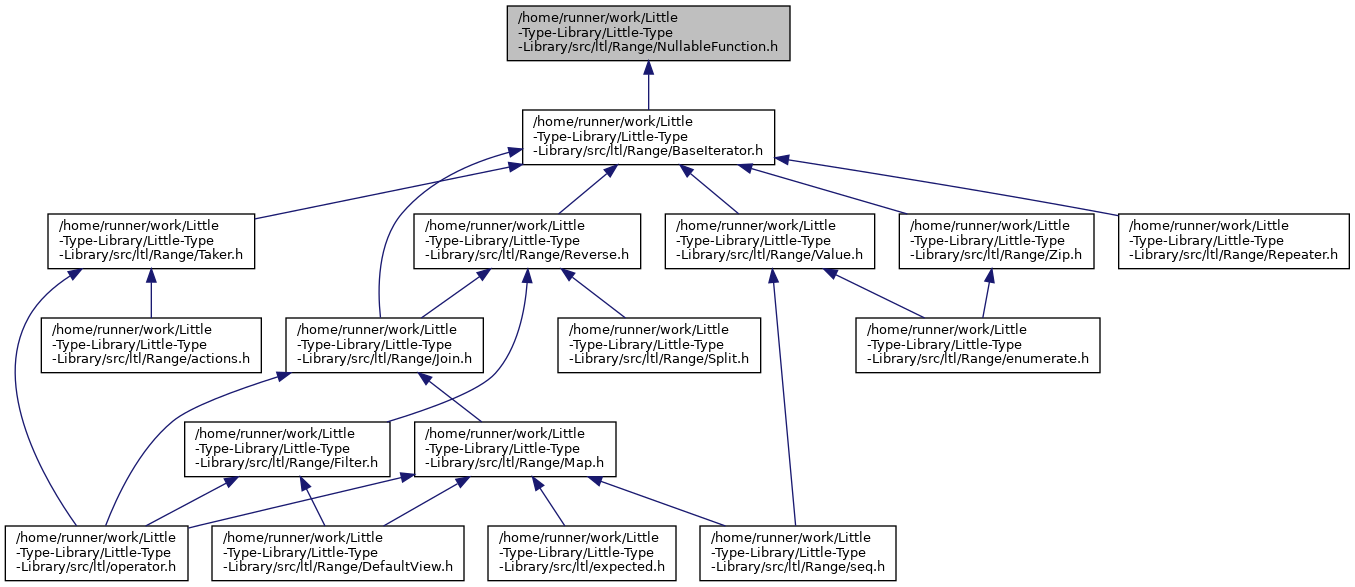 /home/runner/work/Little
-Type-Library/Little-Type
-Library/src/ltl/Range/NullableFunction.h
/home/runner/work/Little
-Type-Library/Little-Type
-Library/src/ltl/Range/BaseIterator.h
/home/runner/work/Little
-Type-Library/Little-Type
-Library/src/ltl/Range/Taker.h
/home/runner/work/Little
-Type-Library/Little-Type
-Library/src/ltl/Range/Reverse.h
/home/runner/work/Little
-Type-Library/Little-Type
-Library/src/ltl/Range/Value.h
/home/runner/work/Little
-Type-Library/Little-Type
-Library/src/ltl/Range/Zip.h
/home/runner/work/Little
-Type-Library/Little-Type
-Library/src/ltl/Range/Repeater.h
/home/runner/work/Little
-Type-Library/Little-Type
-Library/src/ltl/Range/actions.h
/home/runner/work/Little
-Type-Library/Little-Type
-Library/src/ltl/Range/Join.h
/home/runner/work/Little
-Type-Library/Little-Type
-Library/src/ltl/Range/Split.h
/home/runner/work/Little
-Type-Library/Little-Type
-Library/src/ltl/Range/enumerate.h
/home/runner/work/Little
-Type-Library/Little-Type
-Library/src/ltl/Range/Filter.h
/home/runner/work/Little
-Type-Library/Little-Type
-Library/src/ltl/Range/Map.h
/home/runner/work/Little
-Type-Library/Little-Type
-Library/src/ltl/operator.h
/home/runner/work/Little
-Type-Library/Little-Type
-Library/src/ltl/Range/DefaultView.h
/home/runner/work/Little
-Type-Library/Little-Type
-Library/src/ltl/expected.h
/home/runner/work/Little
-Type-Library/Little-Type
-Library/src/ltl/Range/seq.h